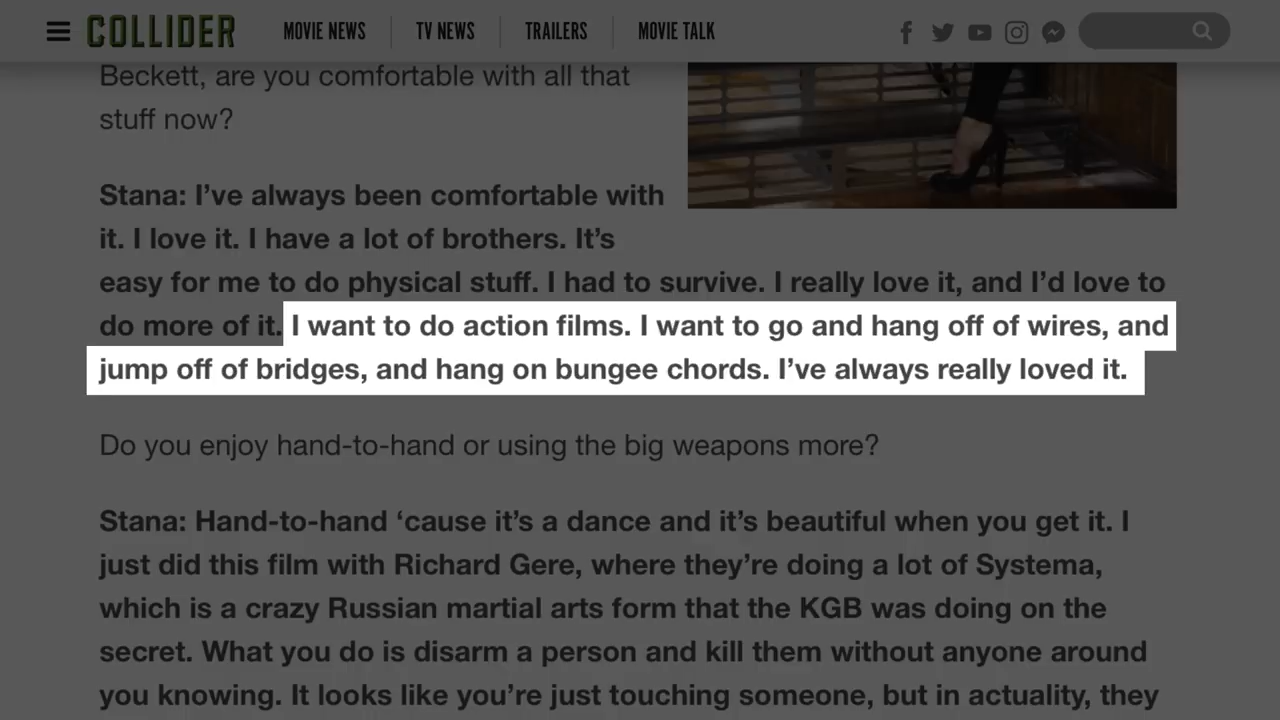 COLLIDER MOVIE NEWS TV NEWS TRAILERS MOVIE TALK
Beckett, are you comfortable with all that
stuff now?
Stana: I’ve always been comfortable with
it. I love it. I have a lot of brothers. It’s
easy for me to do physical stuff. I had to survive. I really love it, and I’d love to
do more of it. I want to do action films. I want to go and hang off of wires, and
jump off of bridges, and hang on bungee chords. I’ve always really loved it.
Do you enjoy hand-to-hand or using the big weapons more?
Stana: Hand-to-hand ‘cause it’s a dance and it’s beautiful when you get it. I
just did this film with Richard Gere, where they’re doing a lot of Systema,
which is a crazy Russian martial arts form that the KGB was doing on the
secret. What you do is disarm a person and kill them without anyone around
you knowing. It looks like you’re just touching someone, but in actuality, they